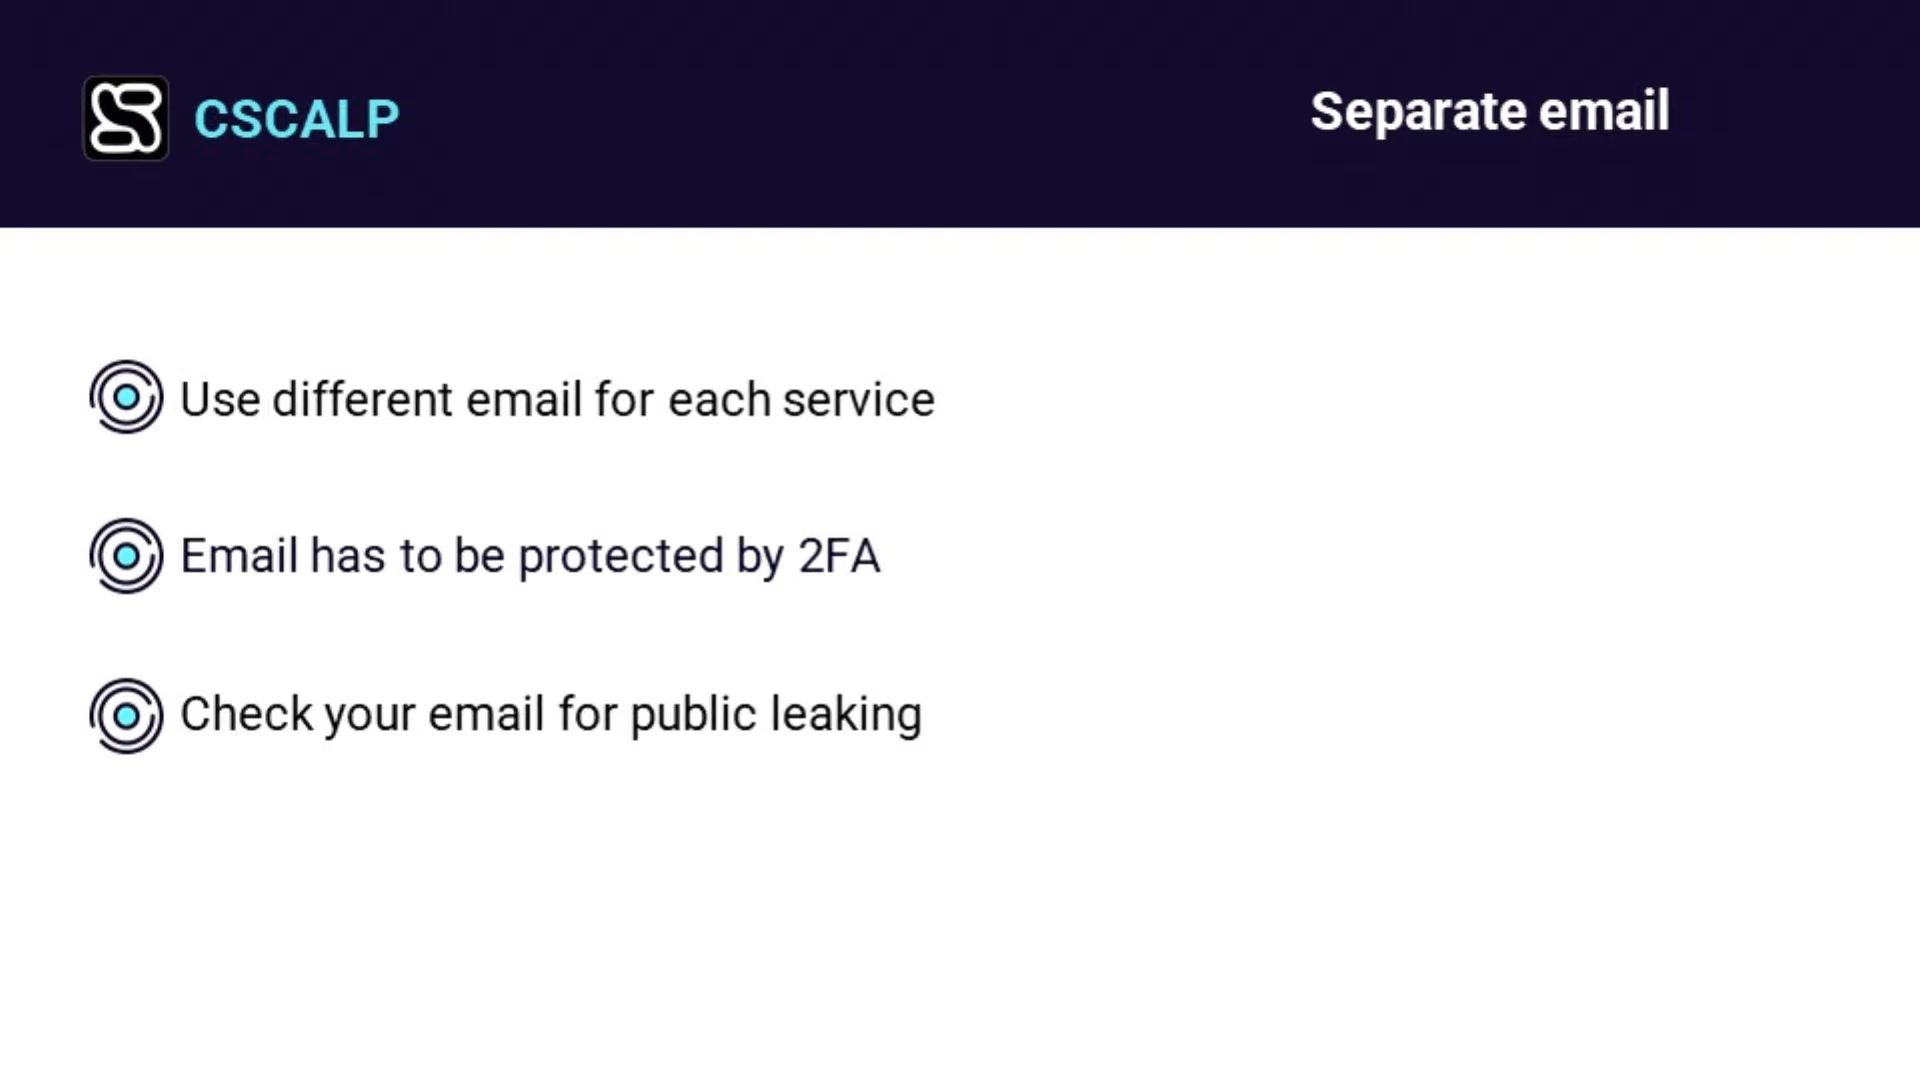 CSCALP
Separate email
Use different email for each service
Email has to be protected by 2FA
Check your email for public leaking